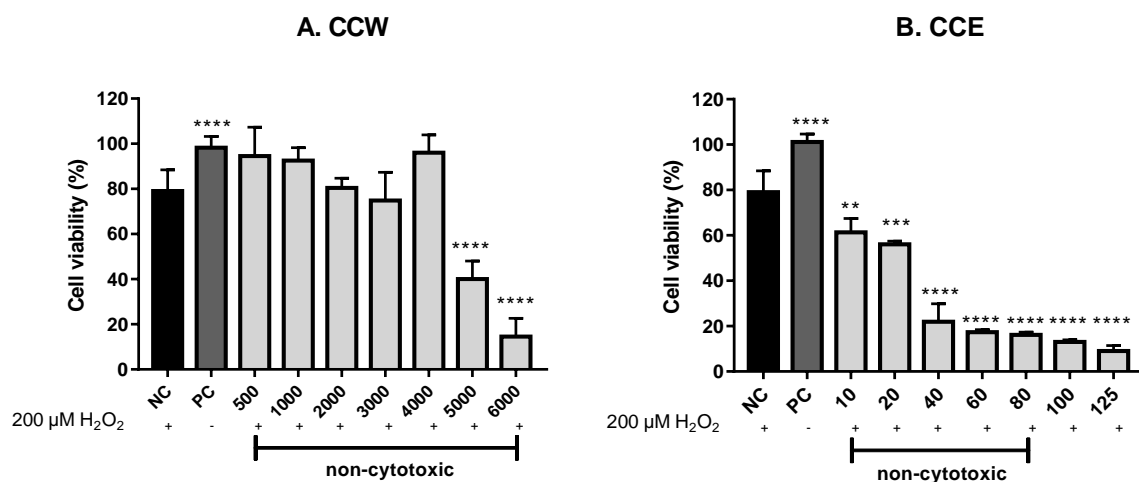 A. CCW
Cell viability (%)
120
100
80
60
40
20
0
****
****
****
NC PC 500 1000 2000 3000 4000 5000 6000
200 µM H₂O₂ + - + + + + + + +
non-cytotoxic
B. CCE
Cell viability (%)
120
100
80
60
40
20
0
****
**
***
****
**** **** **** ****
NC PC 10 20 40 60 80 100 125
200 µM H₂O₂ + - + + + + + + +
non-cytotoxic